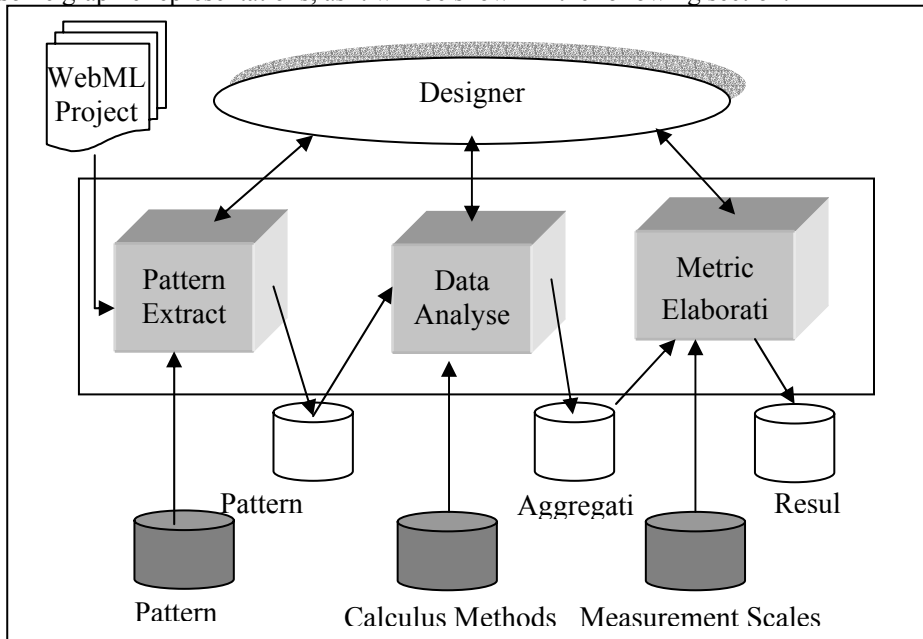 WebML
Project
Designer
Pattern
Extract
Data
Analyse
Metric
Elaborati
Pattern
Aggregati
Resul
Pattern
Calculus Methods
Measurement Scales